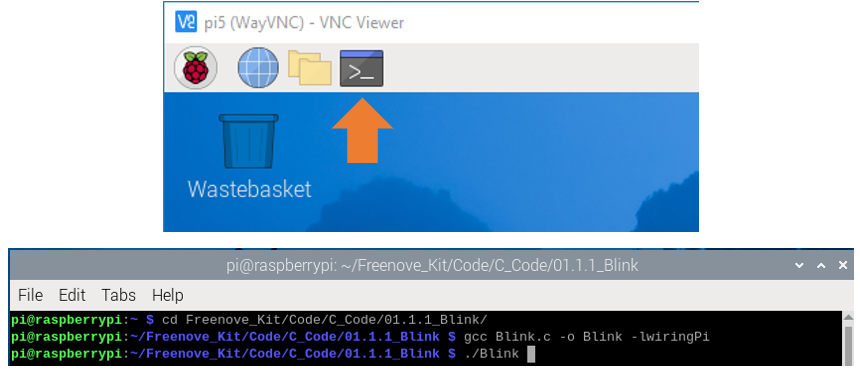 pi5 (WayVNC) - VNC Viewer
>_
Wastebasket
pi@raspberrypi: ~/Freenove_Kit/Code/C_Code/01.1.1_Blink
File Edit Tabs Help
pi@raspberrypi:~ $ cd Freenove_Kit/Code/C_Code/01.1.1_Blink/
pi@raspberrypi:~/Freenove_Kit/Code/C_Code/01.1.1_Blink $ gcc Blink.c -o Blink -lwiringPi
pi@raspberrypi:~/Freenove_Kit/Code/C_Code/01.1.1_Blink $ ./Blink